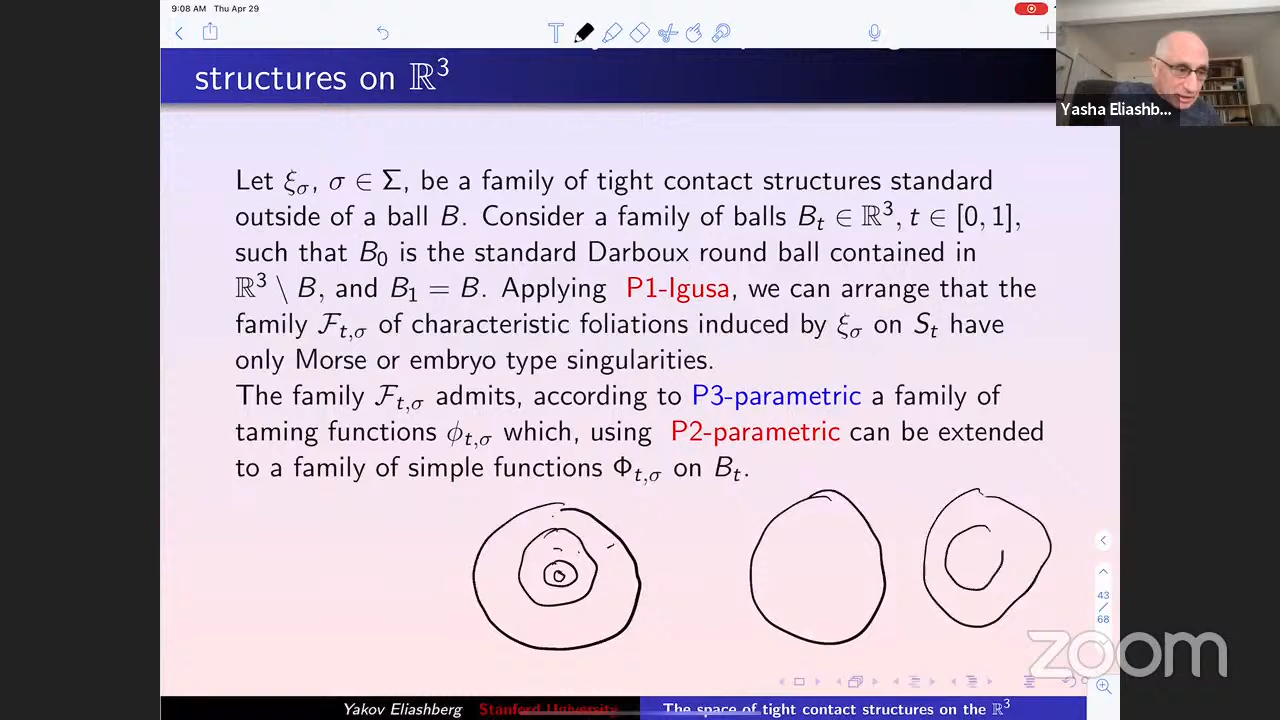 9:08 AM Thu Apr 29
Yasha Eliashb...
structures on ℝ³
Let ξ_σ, σ ∈ Σ, be a family of tight contact structures standard
outside of a ball B. Consider a family of balls B_t ∈ ℝ³, t ∈ [0, 1],
such that B₀ is the standard Darboux round ball contained in
ℝ³ \ B, and B₁ = B. Applying P1-Igusa, we can arrange that the
family ℱ_{t,σ} of characteristic foliations induced by ξ_σ on S_t have
only Morse or embryo type singularities.
The family ℱ_{t,σ} admits, according to P3-parametric a family of
taming functions ϕ_{t,σ} which, using P2-parametric can be extended
to a family of simple functions Φ_{t,σ} on B_t.
43
/
68
zoom
Yakov Eliashberg Stanford University
The space of tight contact structures on the ℝ³